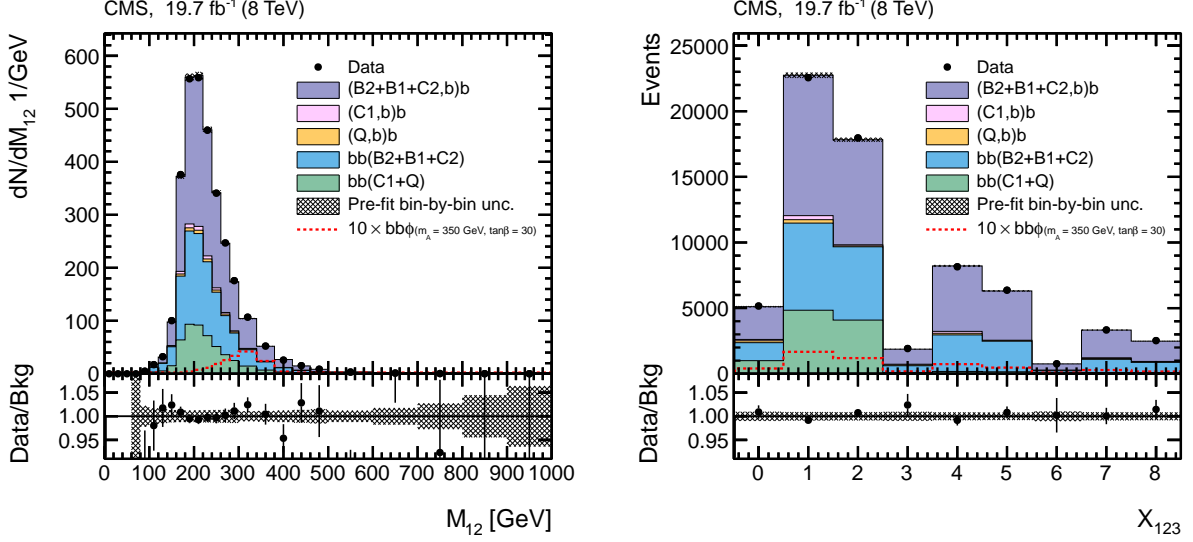 CMS, 19.7 fb⁻¹ (8 TeV)
dN/dM₁₂ 1/GeV
600
500
400
300
200
100
0
Data
(B2+B1+C2,b)b
(C1,b)b
(Q,b)b
bb(B2+B1+C2)
bb(C1+Q)
Pre-fit bin-by-bin unc.
10 × bbϕ(m_A = 350 GeV, tanβ = 30)
Data/Bkg
1.05
1.00
0.95
0 100 200 300 400 500 600 700 800 900 1000
M₁₂ [GeV]
CMS, 19.7 fb⁻¹ (8 TeV)
Events
25000
20000
15000
10000
5000
0
Data
(B2+B1+C2,b)b
(C1,b)b
(Q,b)b
bb(B2+B1+C2)
bb(C1+Q)
Pre-fit bin-by-bin unc.
10 × bbϕ(m_A = 350 GeV, tanβ = 30)
Data/Bkg
1.05
1.00
0.95
0 1 2 3 4 5 6 7 8
X₁₂₃